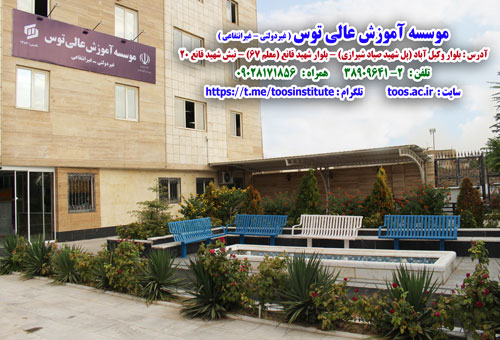 موسسه آموزش عالی توس (غیردولتی - غیرانتفاعی)
آدرس : بلوار وکیل آباد (پل شهید صیاد شیرازی) - بلوار شهید قانع (معلم ۶۷) - نبش شهید قانع ۲۰
تلفن : ۲-۳۸۹۰۹۶۴۱ همراه : ۰۹۰۲۸۱۷۱۸۵۶
سایت : toos.ac.ir تلگرام : https://t.me/toosinstitute
موسسه آموزش عالی توس
غیردولتی - غیرانتفاعی